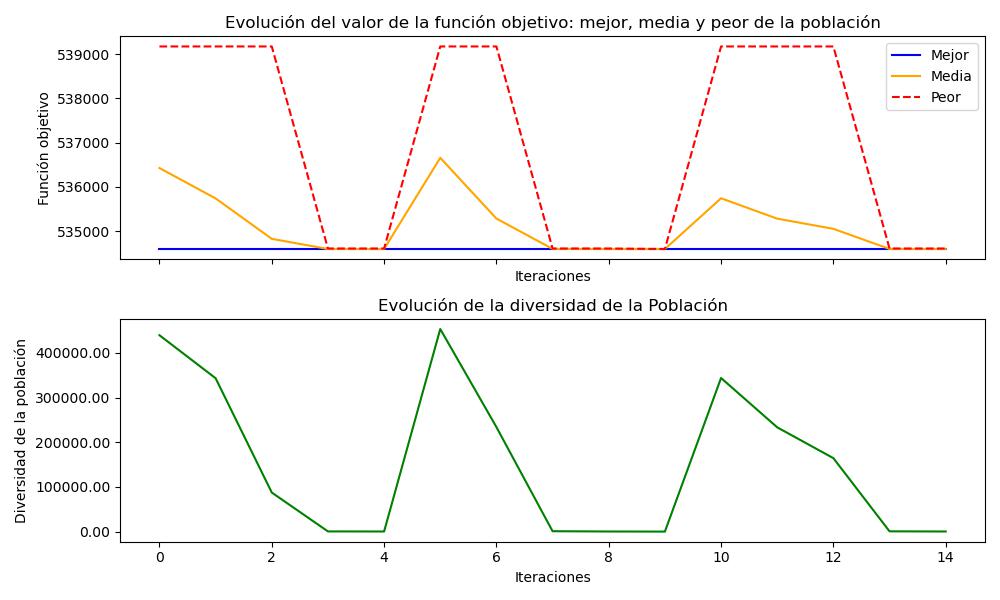 Evolución del valor de la función objetivo: mejor, media y peor de la población
Función objetivo
539000
538000
537000
536000
535000
Mejor
Media
Peor
Iteraciones
Evolución de la diversidad de la Población
Diversidad de la población
400000.00
300000.00
200000.00
100000.00
0.00
0 2 4 6 8 10 12 14
Iteraciones